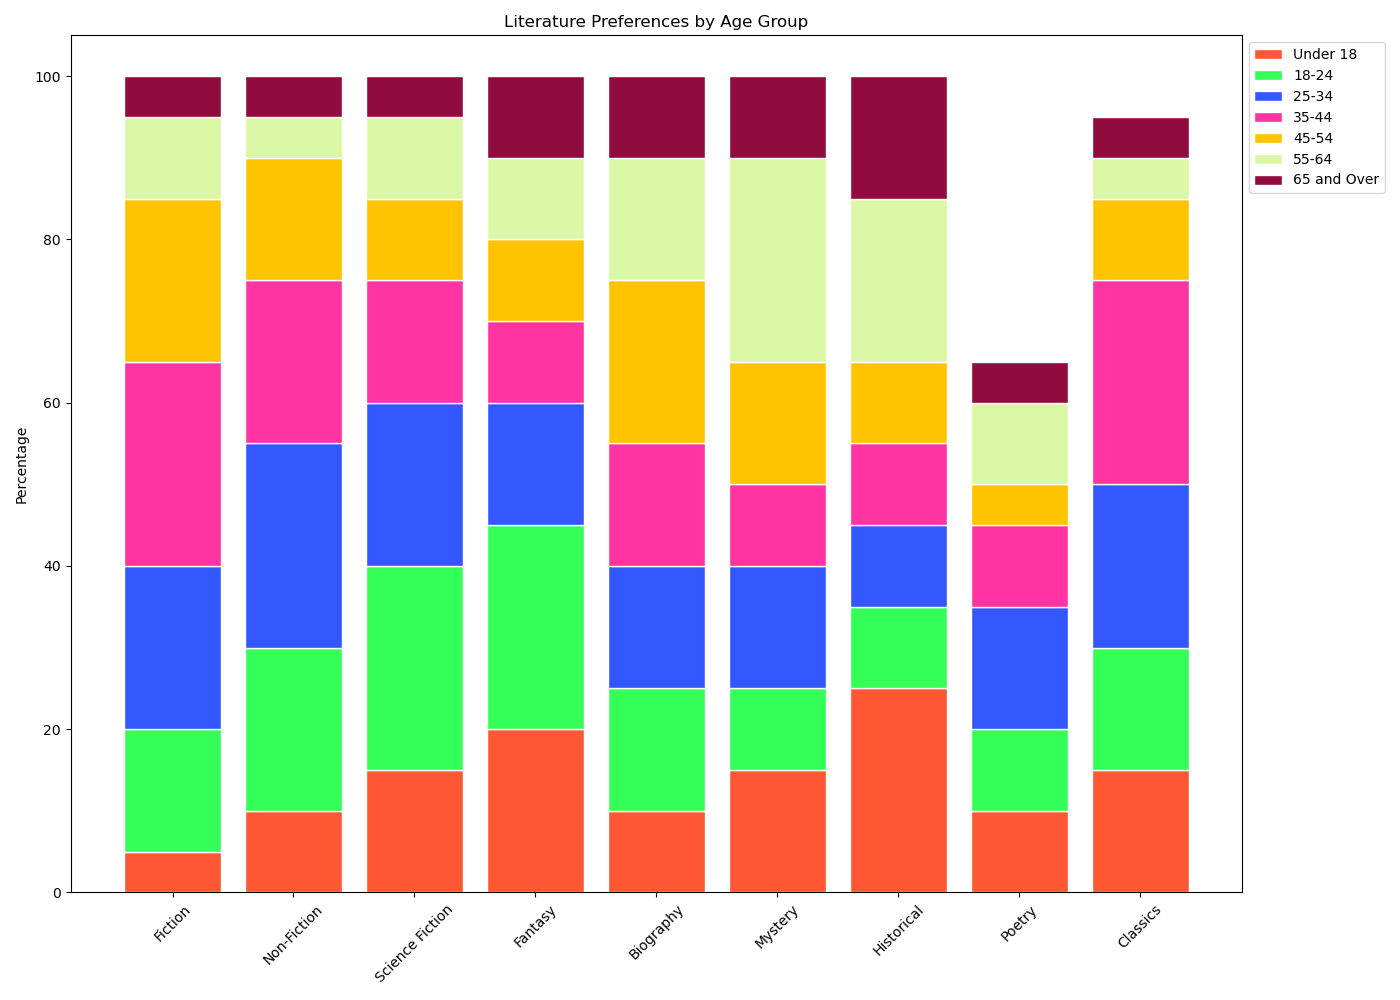 Literature Preferences by Age Group
Under 18
18-24
25-34
35-44
45-54
55-64
65 and Over
Percentage
100
80
60
40
20
0
Fiction
Non-Fiction
Science Fiction
Fantasy
Biography
Mystery
Historical
Poetry
Classics